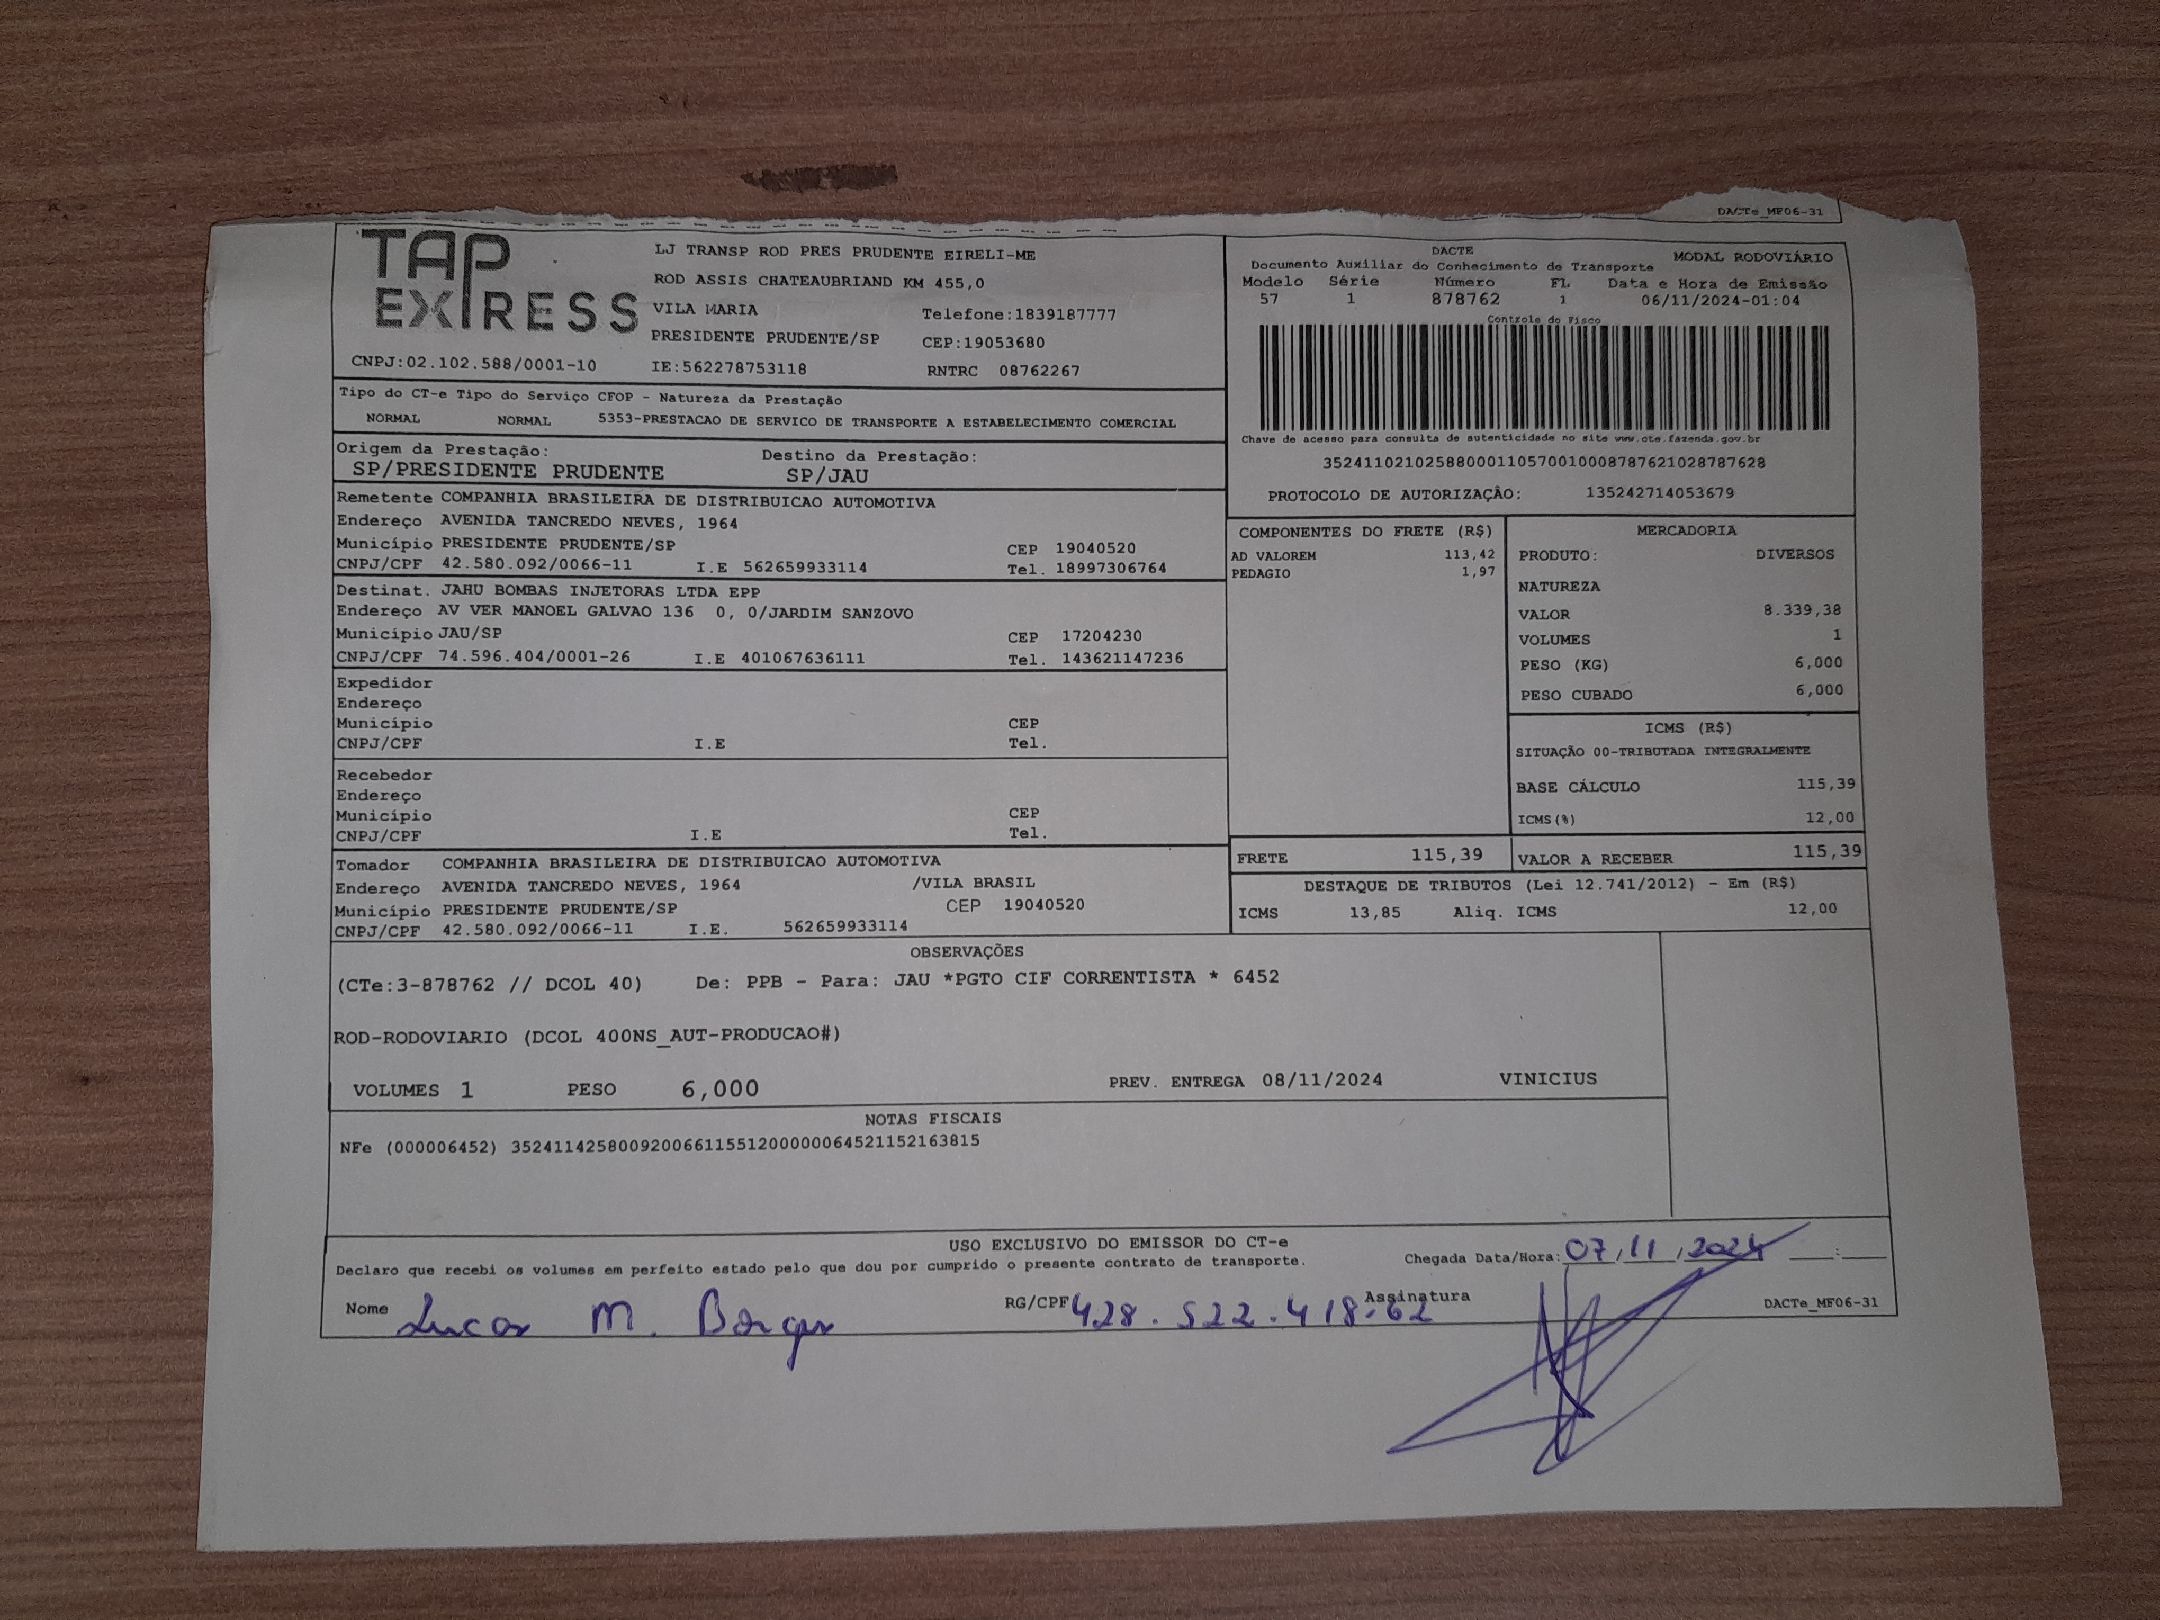 DACTe_MF06-31
TAP
EXPRESS
LJ TRANSP ROD PRES PRUDENTE EIRELI-ME
ROD ASSIS CHATEAUBRIAND KM 455,0
VILA MARIA Telefone:1839187777
PRESIDENTE PRUDENTE/SP CEP:19053680
CNPJ:02.102.588/0001-10 IE:562278753118 RNTRC 08762267
DACTE MODAL RODOVIÁRIO
Documento Auxiliar do Conhecimento de Transporte
Modelo Série Número FL Data e Hora de Emissão
57 1 878762 1 06/11/2024-01:04
Controle do Fisco
Chave de acesso para consulta de autenticidade no site www.cte.fazenda.gov.br
35241102102588000110570010008787621028787628
PROTOCOLO DE AUTORIZAÇÂO: 135242714053679
Tipo do CT-e Tipo do Serviço CFOP - Natureza da Prestação
NORMAL NORMAL 5353-PRESTACAO DE SERVICO DE TRANSPORTE A ESTABELECIMENTO COMERCIAL
Origem da Prestação: Destino da Prestação:
SP/PRESIDENTE PRUDENTE SP/JAU
Remetente COMPANHIA BRASILEIRA DE DISTRIBUICAO AUTOMOTIVA
Endereço AVENIDA TANCREDO NEVES, 1964
Município PRESIDENTE PRUDENTE/SP CEP 19040520
CNPJ/CPF 42.580.092/0066-11 I.E 562659933114 Tel. 18997306764
Destinat. JAHU BOMBAS INJETORAS LTDA EPP
Endereço AV VER MANOEL GALVAO 136 0, 0/JARDIM SANZOVO
Município JAU/SP CEP 17204230
CNPJ/CPF 74.596.404/0001-26 I.E 401067636111 Tel. 143621147236
Expedidor
Endereço
Município CEP
CNPJ/CPF I.E Tel.
Recebedor
Endereço
Município CEP
CNPJ/CPF I.E Tel.
Tomador COMPANHIA BRASILEIRA DE DISTRIBUICAO AUTOMOTIVA
Endereço AVENIDA TANCREDO NEVES, 1964 /VILA BRASIL
Município PRESIDENTE PRUDENTE/SP CEP 19040520
CNPJ/CPF 42.580.092/0066-11 I.E. 562659933114
COMPONENTES DO FRETE (R$)
AD VALOREM 113,42
PEDAGIO 1,97
MERCADORIA
PRODUTO: DIVERSOS
NATUREZA
VALOR 8.339,38
VOLUMES 1
PESO (KG) 6,000
PESO CUBADO 6,000
ICMS (R$)
SITUAÇÃO 00-TRIBUTADA INTEGRALMENTE
BASE CÁLCULO 115,39
ICMS(%) 12,00
FRETE 115,39 VALOR A RECEBER 115,39
DESTAQUE DE TRIBUTOS (Lei 12.741/2012) - Em (R$)
ICMS 13,85 Aliq. ICMS 12,00
OBSERVAÇÕES
(CTe:3-878762 // DCOL 40) De: PPB - Para: JAU *PGTO CIF CORRENTISTA * 6452
ROD-RODOVIARIO (DCOL 400NS_AUT-PRODUCAO#)
VOLUMES 1 PESO 6,000 PREV. ENTREGA 08/11/2024 VINICIUS
NOTAS FISCAIS
NFe (000006452) 35241142580092006611551200000064521152163815
USO EXCLUSIVO DO EMISSOR DO CT-e
Declaro que recebi os volumes em perfeito estado pelo que dou por cumprido o presente contrato de transporte. Chegada Data/Hora: 07/11/2024 __:__
Nome Lucas M. Borges RG/CPF 428.522.418-62 Assinatura DACTe_MF06-31